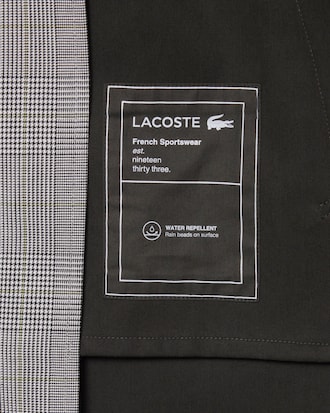 LACOSTE
French Sportswear
est.
nineteen
thirty three.
WATER REPELLENT
Rain beads on surface